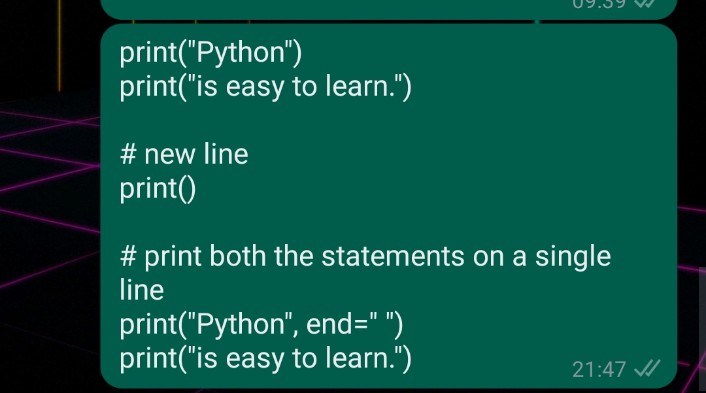 09:39
print("Python")
print("is easy to learn.")
# new line
print()
# print both the statements on a single
line
print("Python", end=" ")
print("is easy to learn.")
21:47